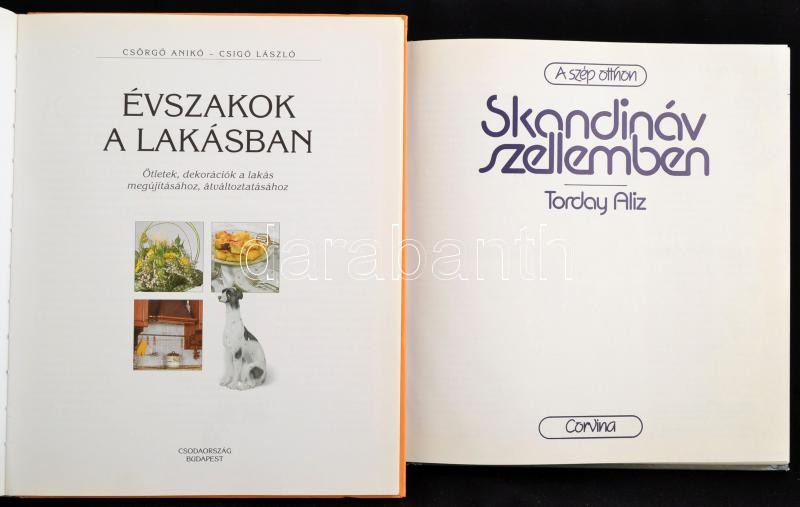 CSÖRGŐ ANIKÓ – CSIGÓ LÁSZLÓ
ÉVSZAKOK
A LAKÁSBAN
Ötletek, dekorációk a lakás
megújításához, átváltoztatásához
CSODAORSZÁG
BUDAPEST
A szép otthon
Skandináv
szellemben
Torday Aliz
Corvina
darabanth